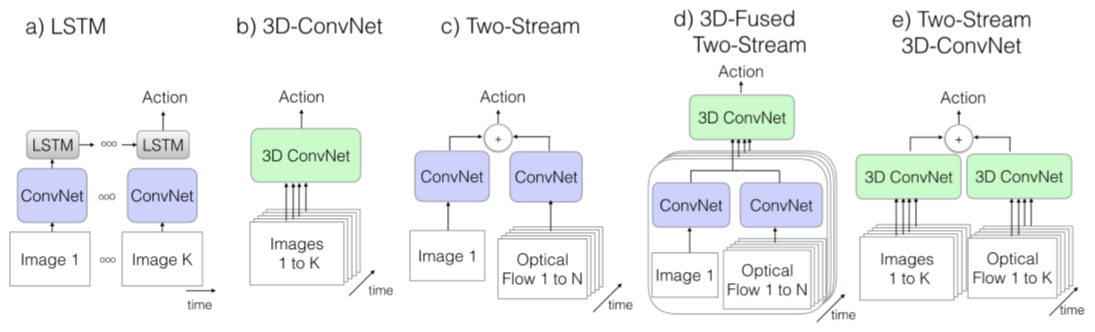 a) LSTM
Action
LSTM
ooo
LSTM
ConvNet
ooo
ConvNet
Image 1
ooo
Image K
time
b) 3D-ConvNet
Action
3D ConvNet
Images
1 to K
time
c) Two-Stream
Action
+
ConvNet
ConvNet
Image 1
Optical
Flow 1 to N
time
d) 3D-Fused
Two-Stream
Action
3D ConvNet
ConvNet
ConvNet
Image 1
Optical
Flow 1 to N
time
e) Two-Stream
3D-ConvNet
Action
+
3D ConvNet
3D ConvNet
Images
1 to K
Optical
Flow 1 to K
time